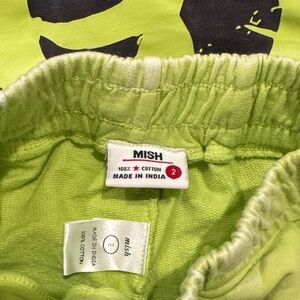 MISH
100% ★ COTTON
2
MADE IN INDIA
mish
2
MADE IN INDIA
100% COTTON